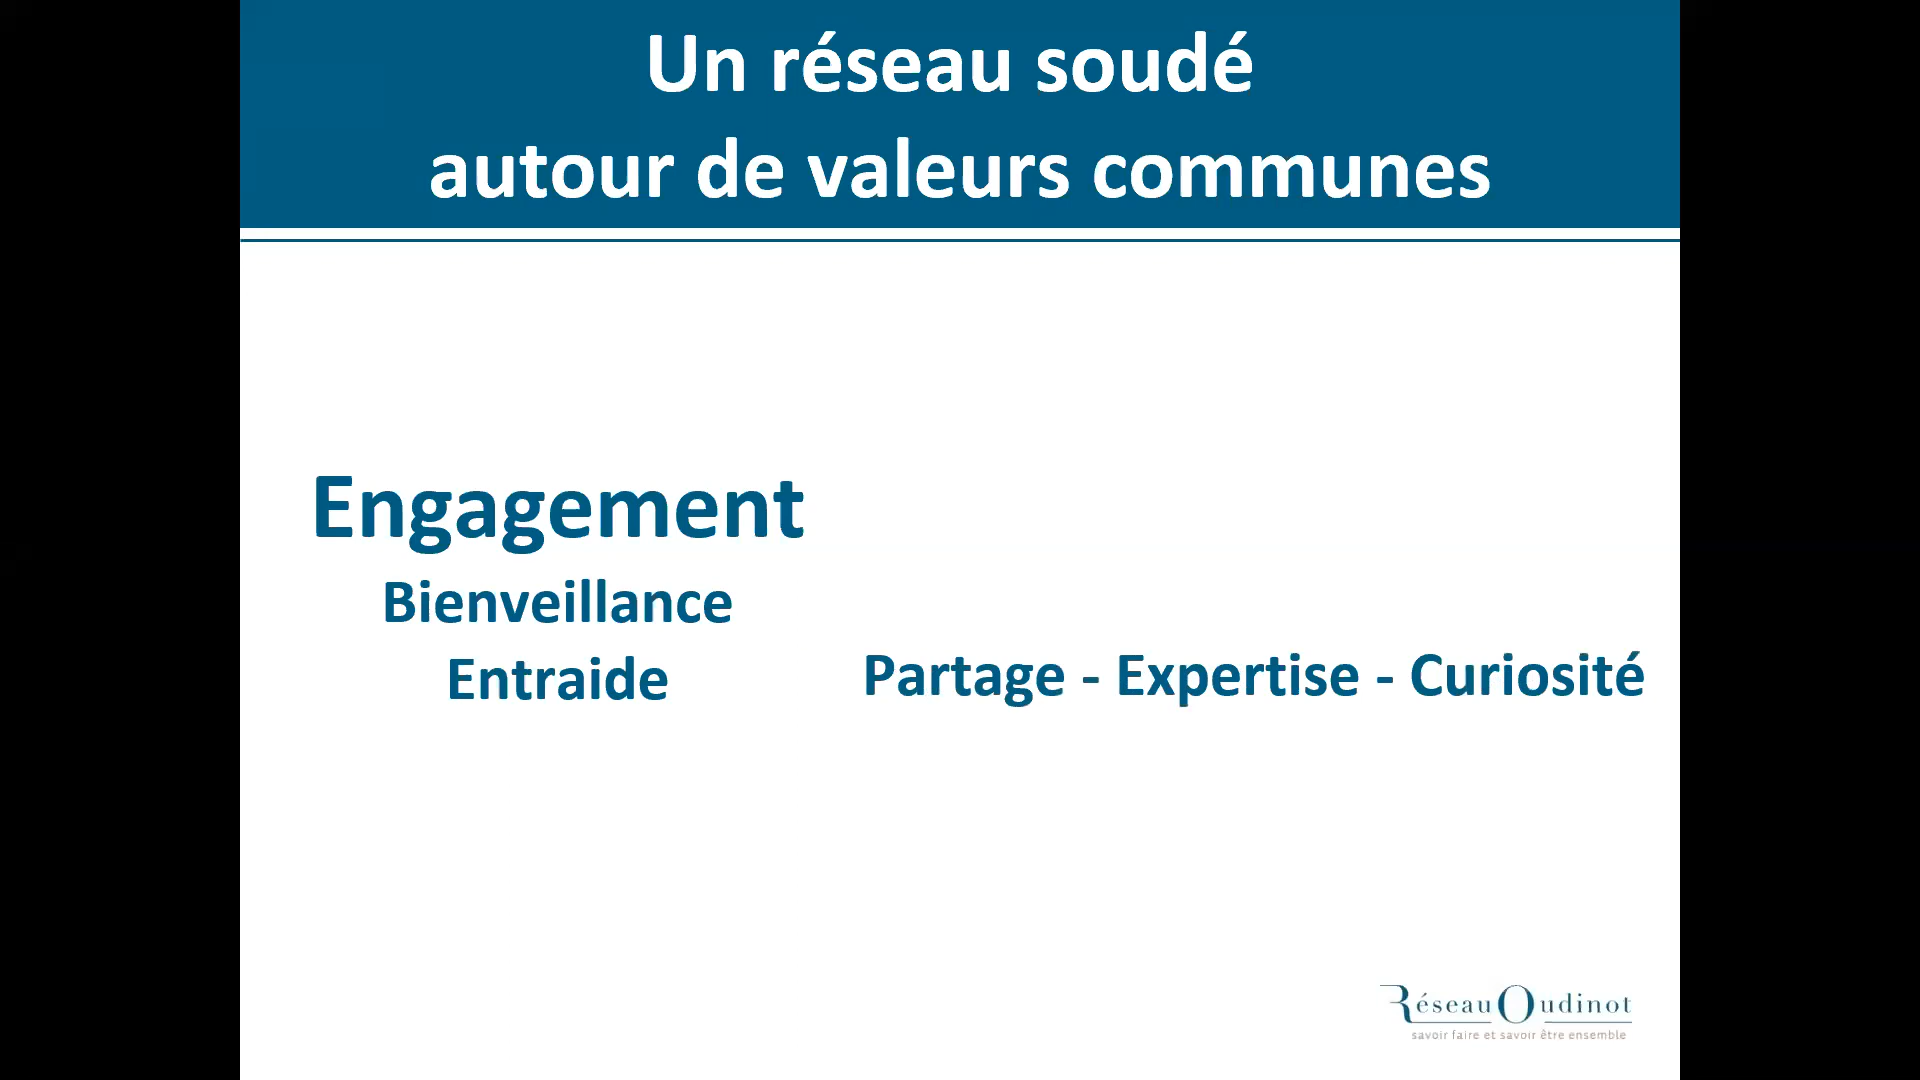 Un réseau soudé
autour de valeurs communes
Engagement
Bienveillance
Entraide
Partage - Expertise - Curiosité
Réseau Oudinot
savoir faire et savoir être ensemble